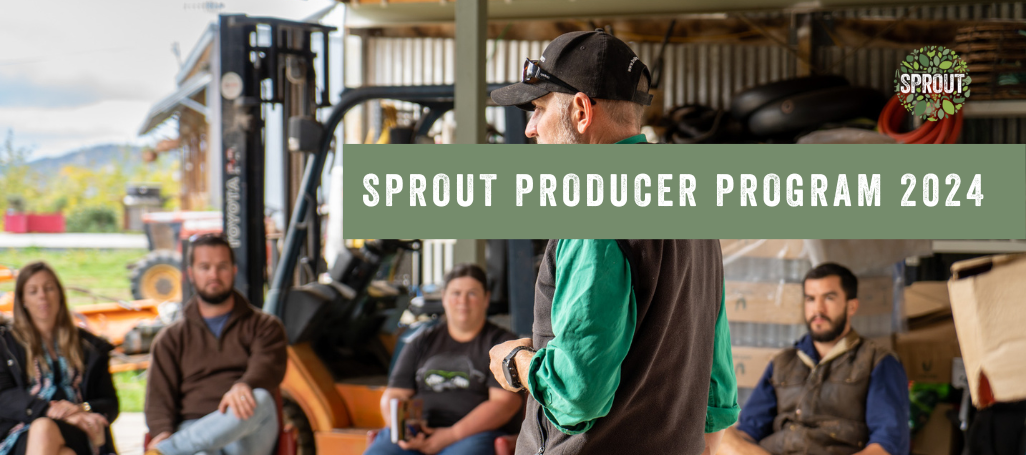 SPROUT
SPROUT PRODUCER PROGRAM 2024
TOYOTA